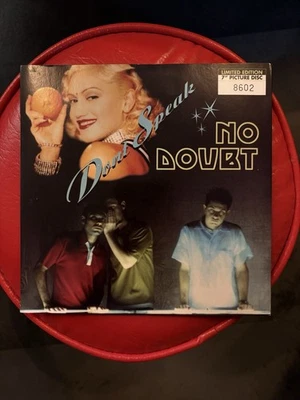 LIMITED EDITION
7" PICTURE DISC
8602
Don't Speak
NO
DOUBT